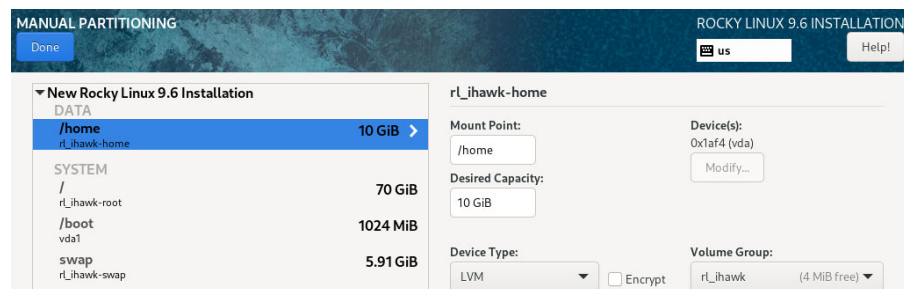 MANUAL PARTITIONING
ROCKY LINUX 9.6 INSTALLATION
Done
us
Help!
New Rocky Linux 9.6 Installation
DATA
/home
10 GiB
rl_ihawk-home
SYSTEM
/
70 GiB
rl_ihawk-root
/boot
1024 MiB
vda1
swap
5.91 GiB
rl_ihawk-swap
rl_ihawk-home
Mount Point:
/home
Device(s):
0x1af4 (vda)
Modify...
Desired Capacity:
10 GiB
Device Type:
LVM
Encrypt
Volume Group:
rl_ihawk (4 MiB free)